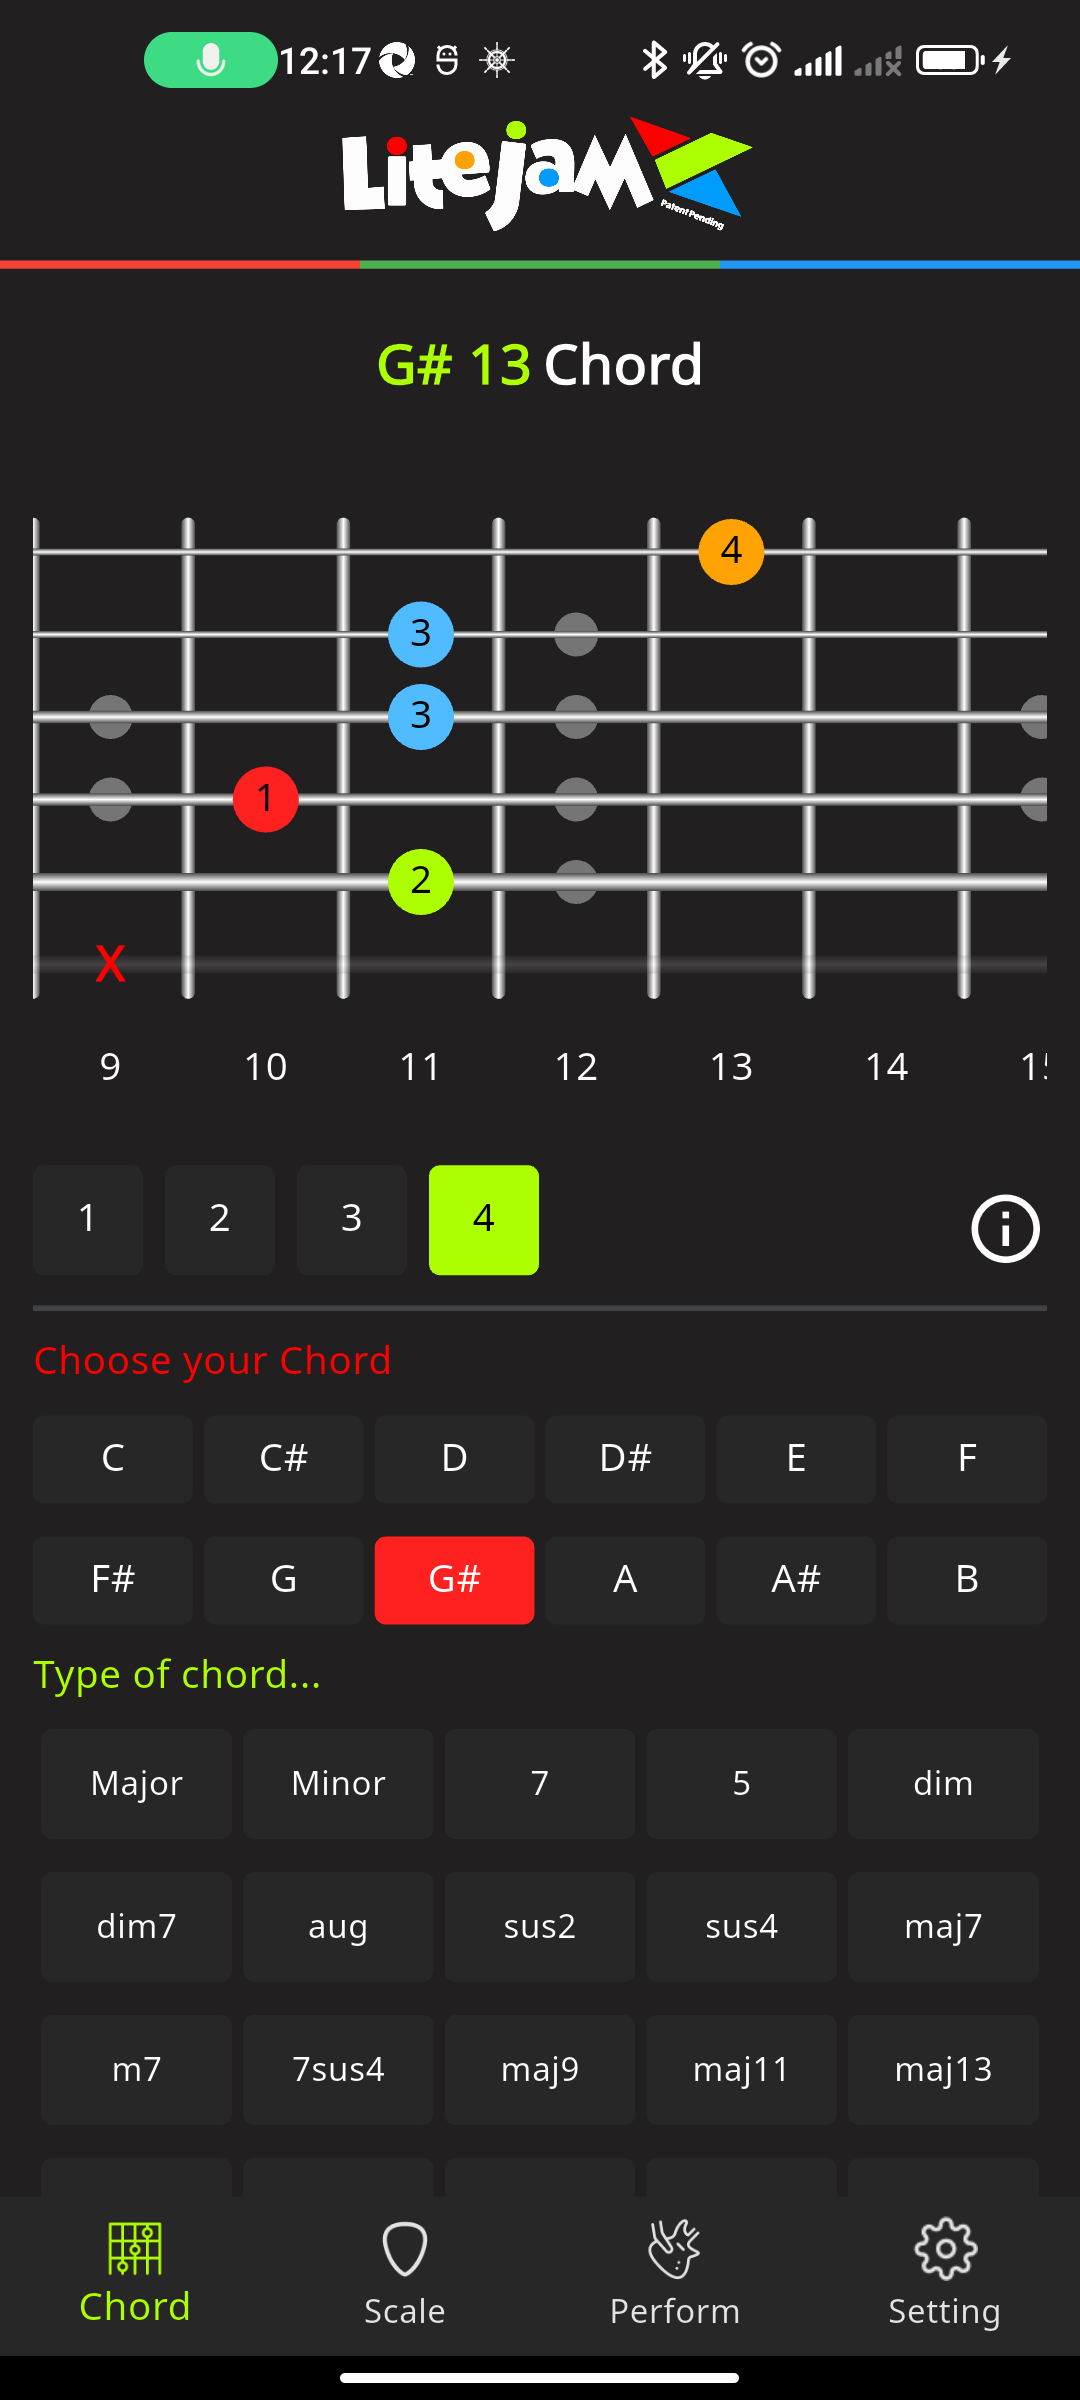 12:17
Litejam
Patent Pending
G# 13 Chord
4
3
3
1
2
X
9 10 11 12 13 14
1 2 3 4
Choose your Chord
C C# D D# E F
F# G G# A A# B
Type of chord...
Major Minor 7 5 dim
dim7 aug sus2 sus4 maj7
m7 7sus4 maj9 maj11 maj13
Chord Scale Perform Setting